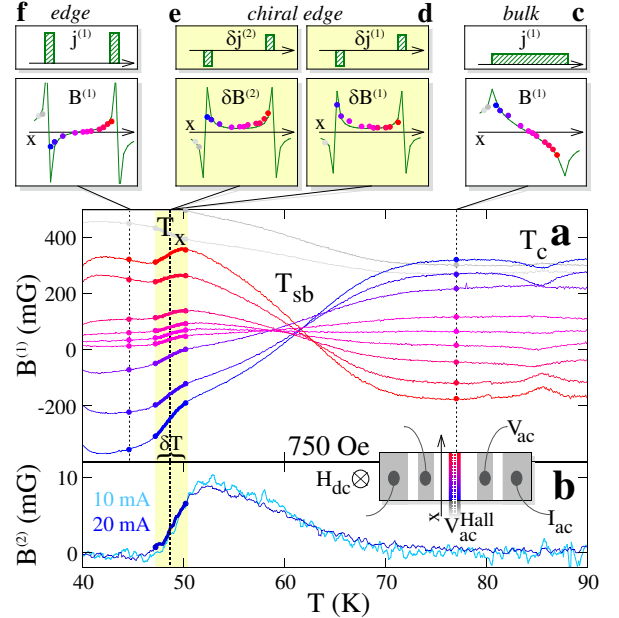 f edge e chiral edge d bulk c
j(1) δj(2) δj(1) j(1)
B(1) δB(2) δB(1) B(1)
x x x x
400
200
0
-200
B(1) (mG)
Tx
Tsb
Tc
a
δT
750 Oe
Vac
Hdc
x
VacHall
Iac
b
10
0
B(2) (mG)
10 mA
20 mA
40 50 60 70 80 90
T (K)